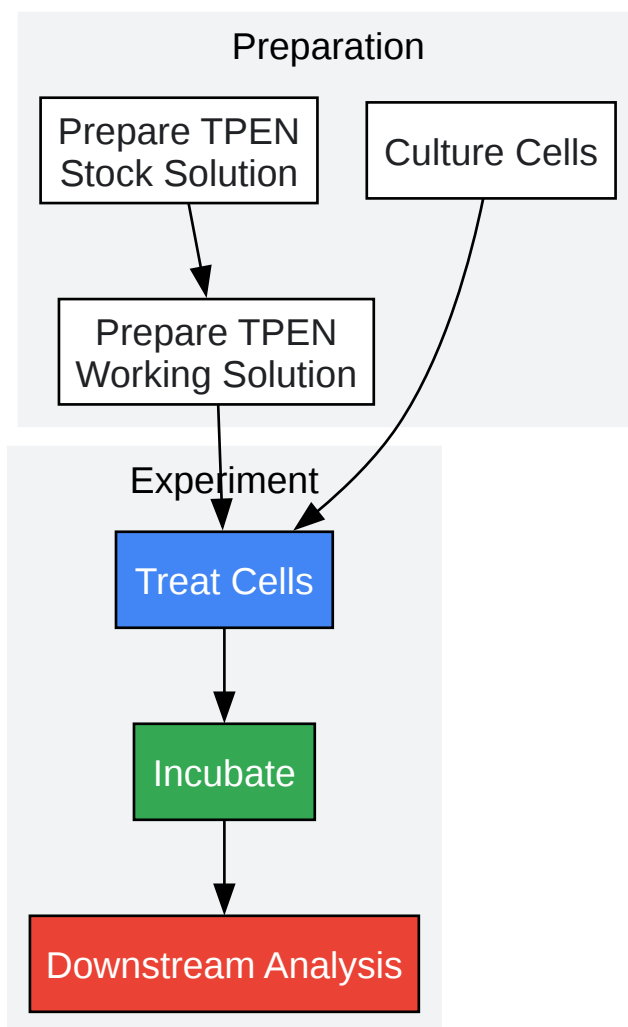 Preparation
Prepare TPEN
Stock Solution
Culture Cells
Prepare TPEN
Working Solution
Experiment
Treat Cells
Incubate
Downstream Analysis